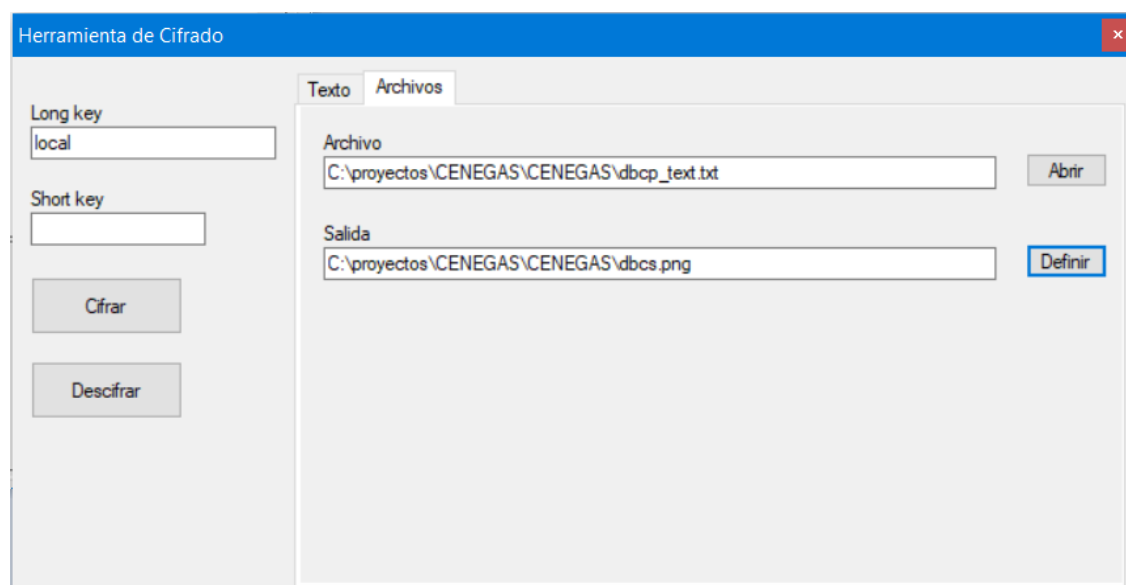 Herramienta de Cifrado
Texto
Archivos
Long key
local
Short key
Cifrar
Descifrar
Archivo
C:\proyectos\CENEGAS\CENEGAS\dbcp_text.txt
Abrir
Salida
C:\proyectos\CENEGAS\CENEGAS\dbcs.png
Definir